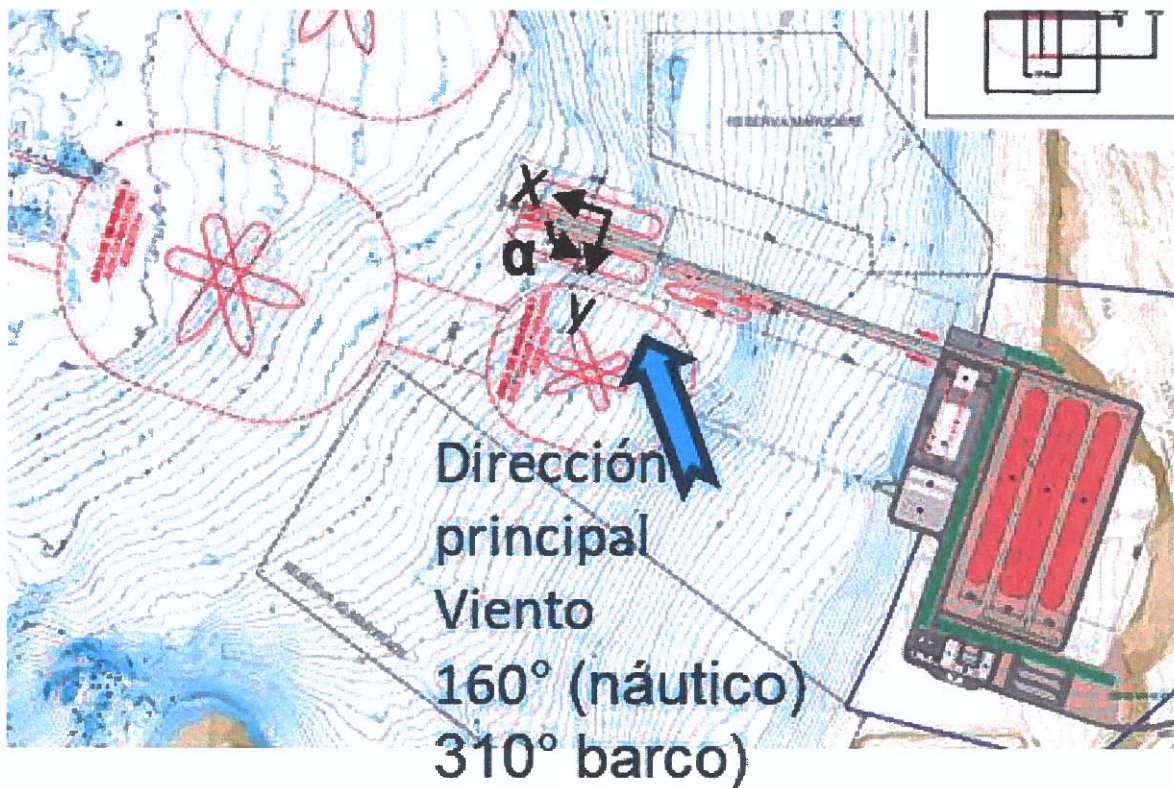 X
α
y
Dirección
principal
Viento
160° (náutico)
310° barco)